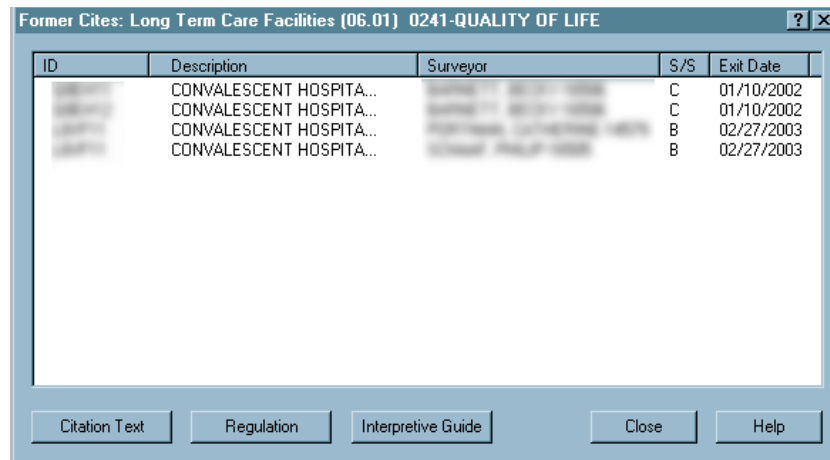 Former Cites: Long Term Care Facilities (06.01) 0241-QUALITY OF LIFE
ID Description Surveyor S/S Exit Date
CONVALESCENT HOSPITA... C 01/10/2002
CONVALESCENT HOSPITA... C 01/10/2002
CONVALESCENT HOSPITA... B 02/27/2003
CONVALESCENT HOSPITA... B 02/27/2003
Citation Text Regulation Interpretive Guide Close Help